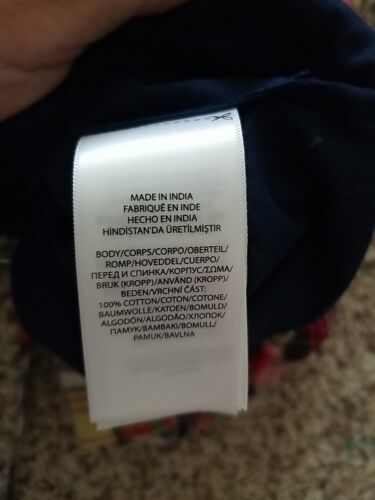 MADE IN INDIA
FABRIQUÉ EN INDE
HECHO EN INDIA
HİNDİSTAN'DA ÜRETİLMİŞTİR
BODY/CORPS/CORPO/OBERTEIL/
ROMP/HOVEDDEL/CUERPO/
ПЕРЕД И СПИНКА/КОРПУС/ΣΩΜΑ/
BRUK (KROPP)/ANVÄND (KROPP)/
BEDEN/VRCHNÍ ČÁST:
100% COTTON/COTON/COTONE/
BAUMWOLLE/KATOEN/BOMULD/
ALGODÓN/ALGODÃO/ХЛОПОК/
ПАМУК/ΒΑΜΒΑΚΙ/BOMULL/
PAMUK/BAVLNA